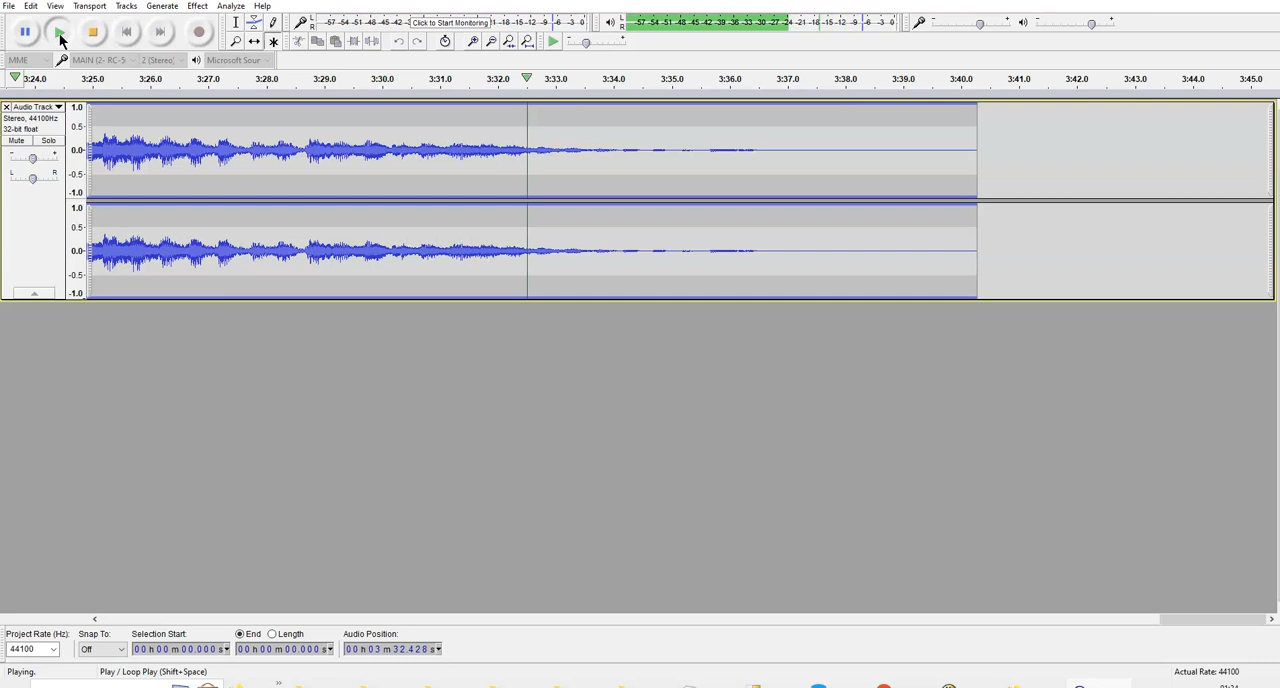 File Edit View Transport Tracks Generate Effect Analyze Help
L R -57 -54 -51 -48 -45 -42 Click to Start Monitoring -12 -9 -6 -3 0
L R -57 -54 -51 -48 -45 -42 -39 -36 -33 -30 -27 -24 -21 -18 -15 -12 -9 -6 -3 0
MME MAIN (2- RC-5 2 (Stereo) Microsoft Sour
3:24.0 3:25.0 3:26.0 3:27.0 3:28.0 3:29.0 3:30.0 3:31.0 3:32.0 3:33.0 3:34.0 3:35.0 3:36.0 3:37.0 3:38.0 3:39.0 3:40.0 3:41.0 3:42.0 3:43.0 3:44.0 3:45.0
Audio Track
Stereo, 44100Hz
32-bit float
Mute Solo
- +
L R
1.0
0.5-
0.0-
-0.5-
-1.0
1.0
0.5-
0.0-
-0.5-
-1.0
Project Rate (Hz): Snap To: Selection Start: End Length Audio Position:
44100 Off 00 h 00 m 00.000 s 00 h 00 m 00.000 s 00 h 03 m 32.428 s
Playing. Play / Loop Play (Shift+Space) Actual Rate: 44100